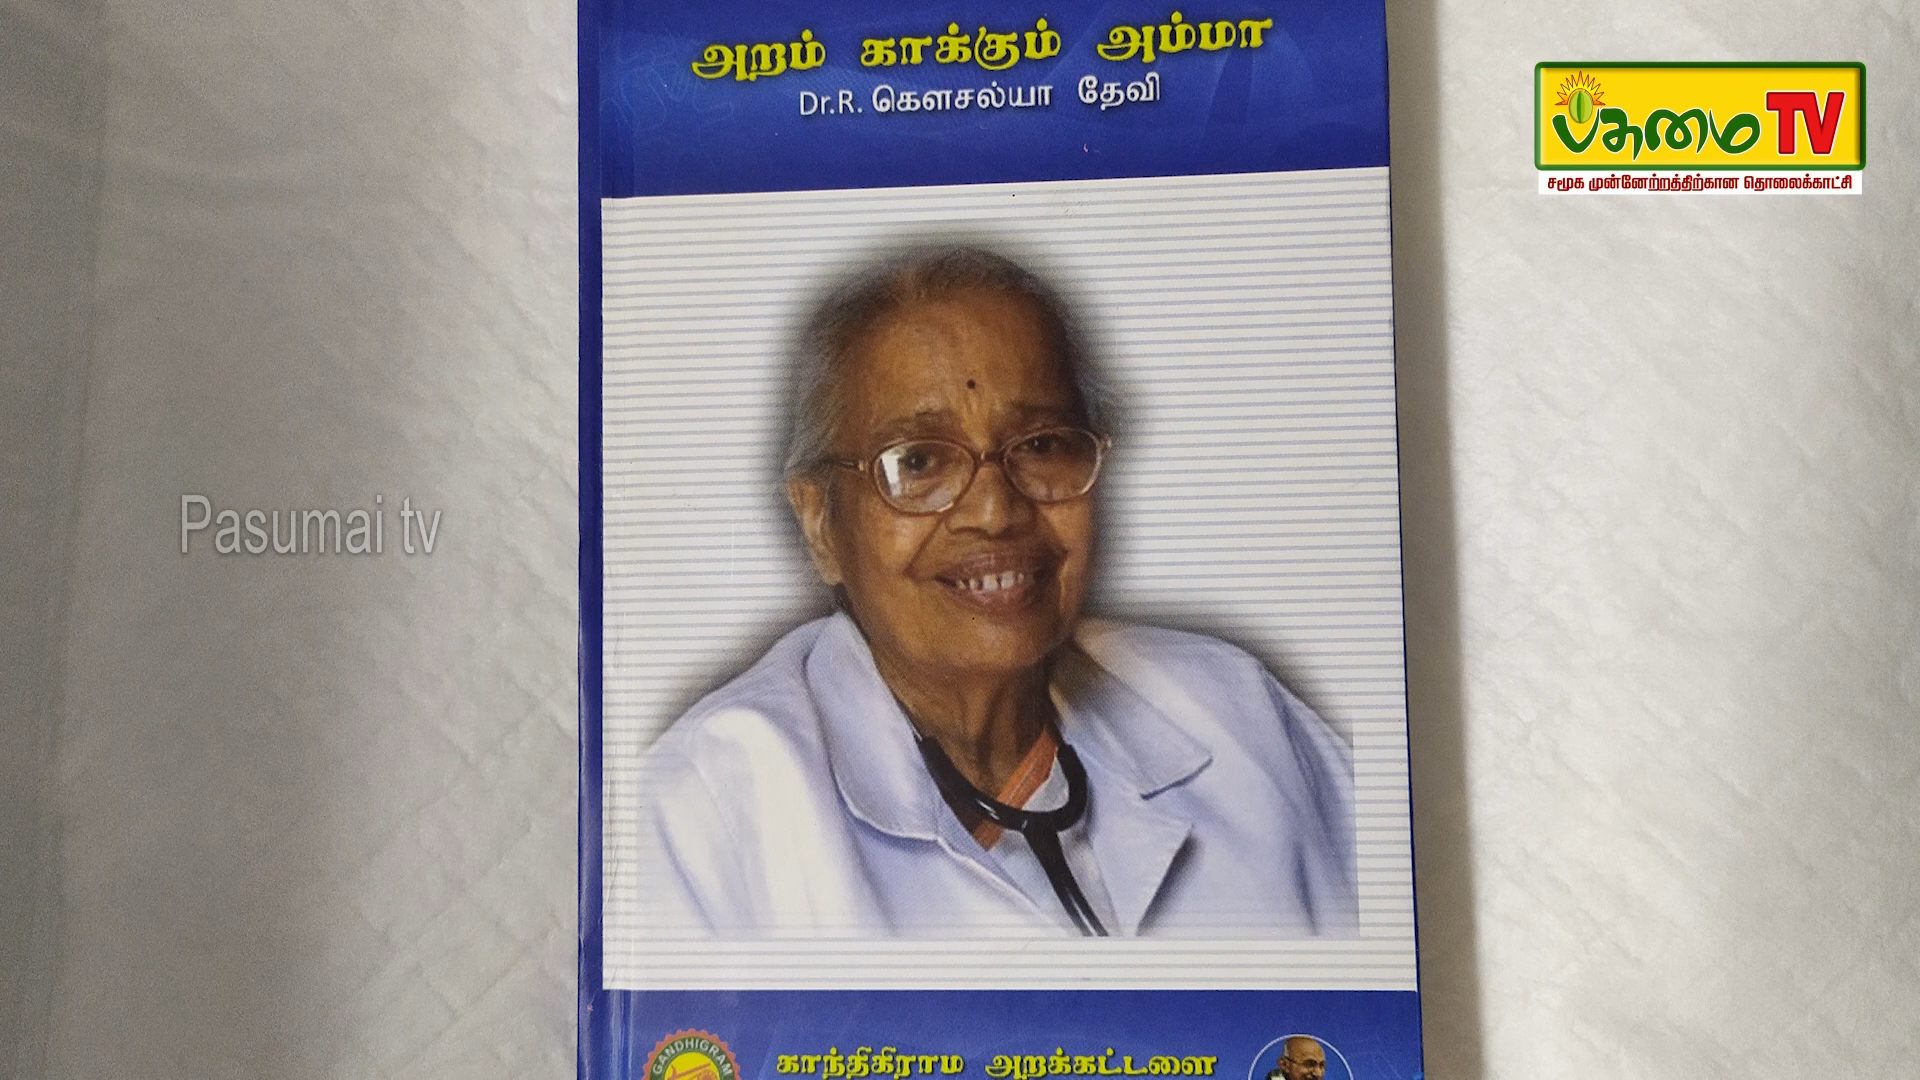 அறம் காக்கும் அம்மா
Dr.R. கௌசல்யா தேவி
பசுமை TV
சமூக முன்னேற்றத்திற்கான தொலைக்காட்சி
Pasumai tv
GANDHIGRAM
காந்திகிராம அறக்கட்டளை